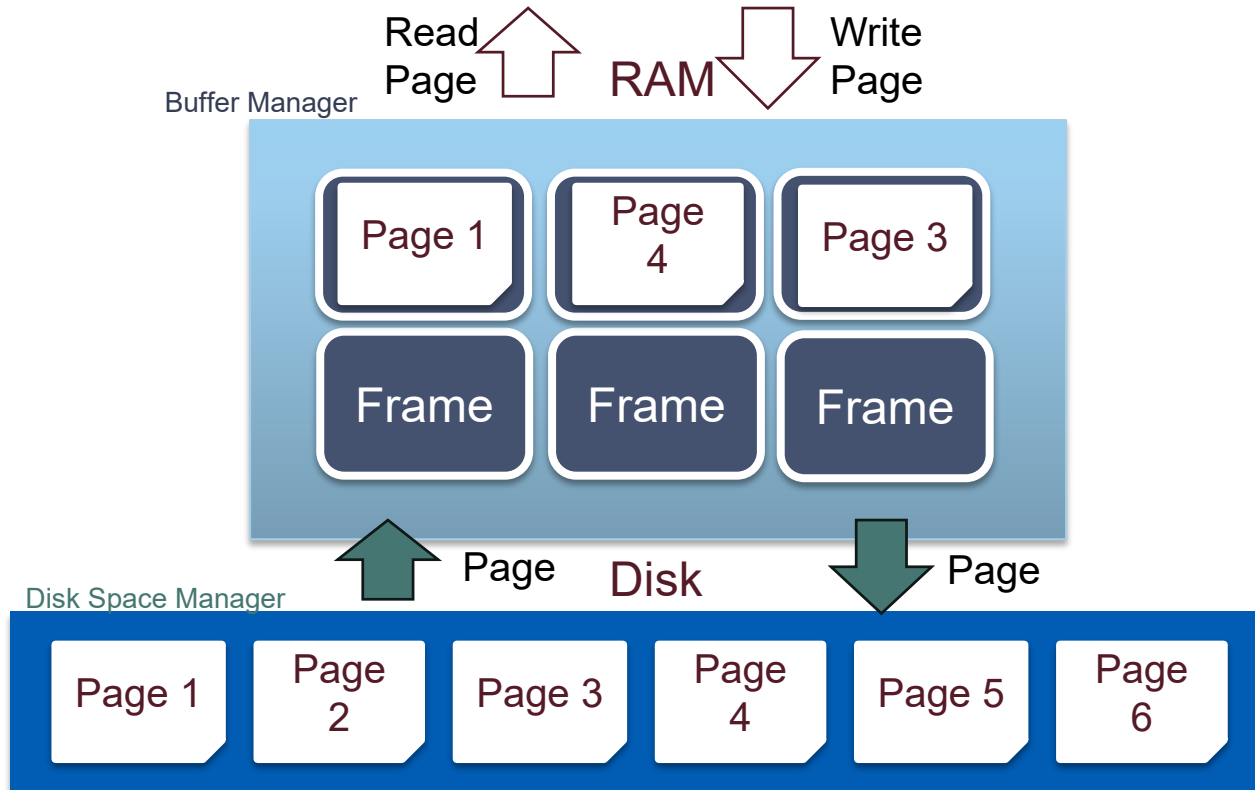 Read
Page
RAM
Write
Page
Buffer Manager
Page 1
Page
4
Page 3
Frame
Frame
Frame
Page
Disk
Page
Disk Space Manager
Page 1
Page
2
Page 3
Page
4
Page 5
Page
6